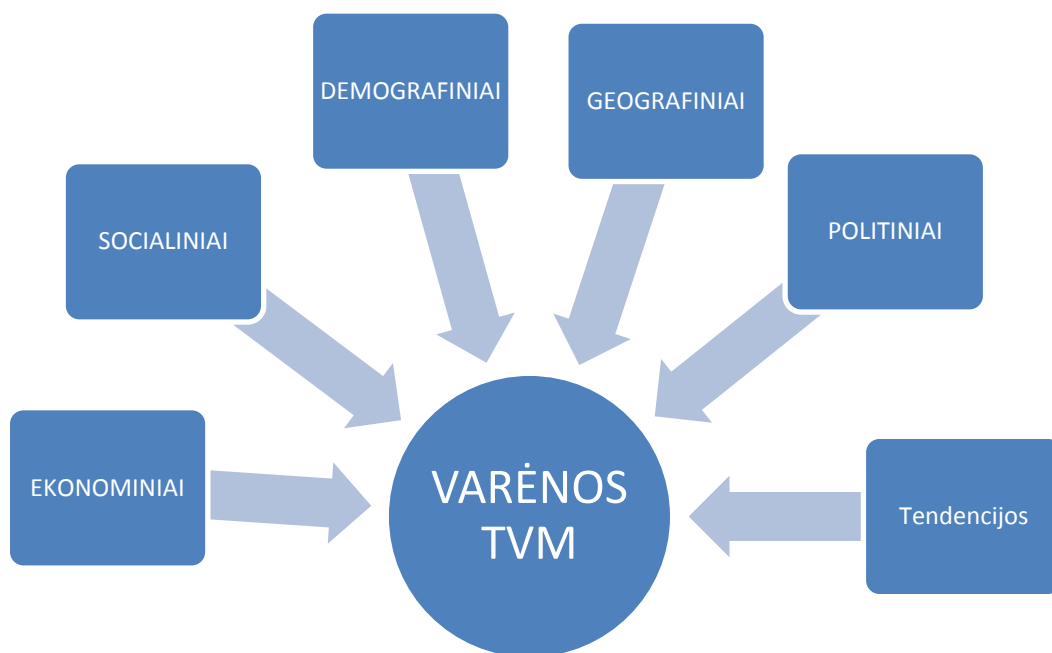 DEMOGRAFINIAI
GEOGRAFINIAI
SOCIALINIAI
POLITINIAI
EKONOMINIAI
VARĖNOS
TVM
Tendencijos